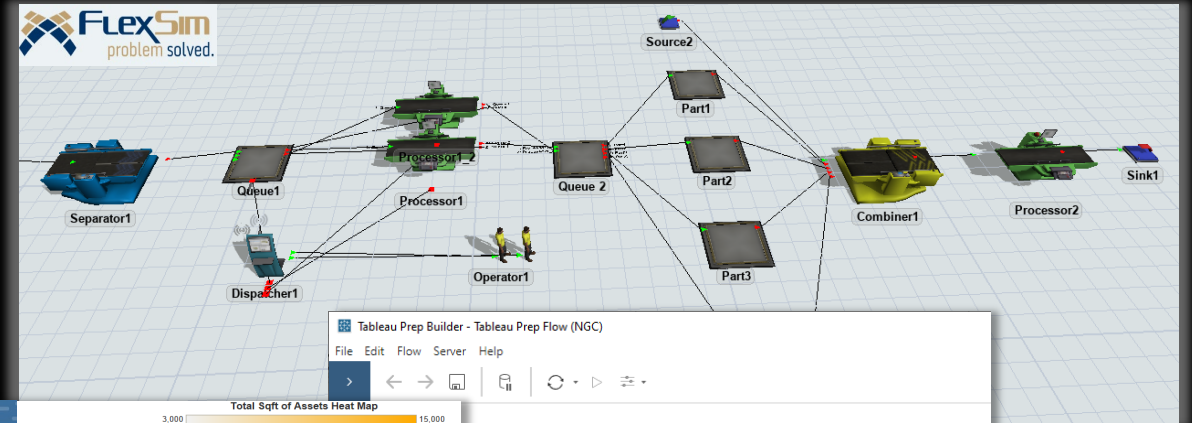 FLEXSIM
problem solved.
Source2
Part1
Processor1_2
Queue1
Queue 2
Part2
Sink1
Separator1
Processor1
Combiner1
Processor2
Operator1
Part3
Dispatcher1
Tableau Prep Builder - Tableau Prep Flow (NGC)
File Edit Flow Server Help
Total Sqft of Assets Heat Map
3,000 15,000